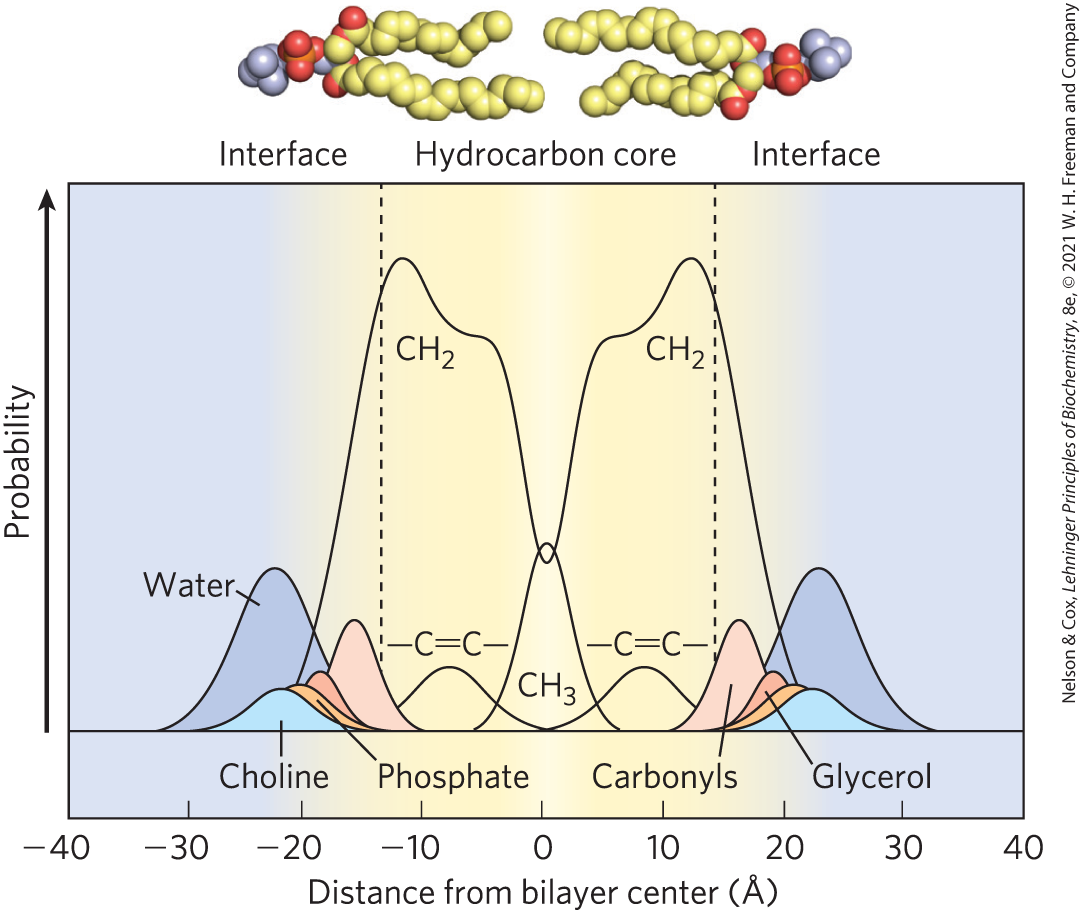 Interface Hydrocarbon core Interface
Probability
CH2 CH2
Water
—C=C— —C=C—
CH3
Choline Phosphate Carbonyls Glycerol
−40 −30 −20 −10 0 10 20 30 40
Distance from bilayer center (Å)
Nelson & Cox, Lehninger Principles of Biochemistry, 8e, © 2021 W. H. Freeman and Company